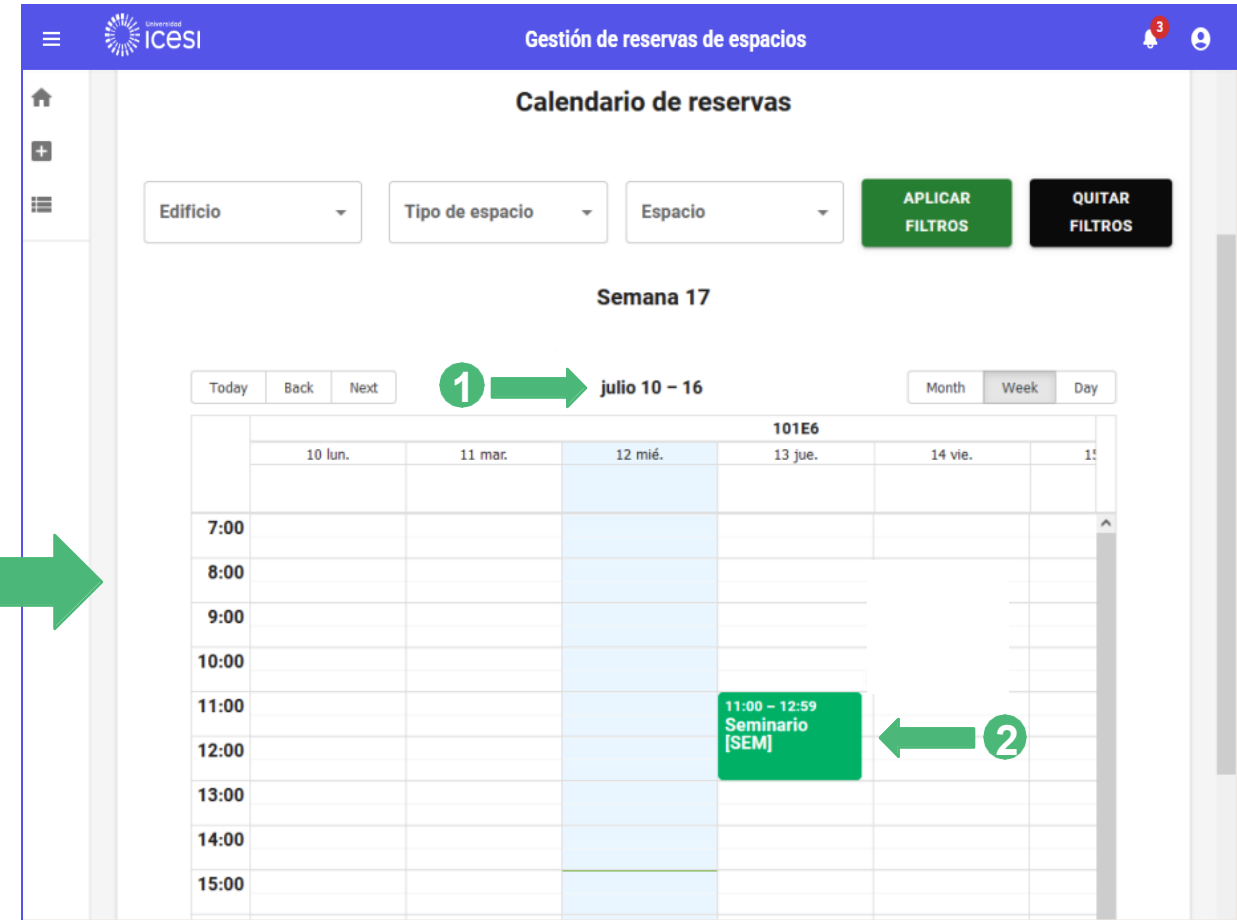 Universidad
icesi
Gestión de reservas de espacios
3
Calendario de reservas
Edificio
Tipo de espacio
Espacio
APLICAR
FILTROS
QUITAR
FILTROS
Semana 17
Today
Back
Next
1
julio 10 – 16
Month
Week
Day
101E6
10 lun.
11 mar.
12 mié.
13 jue.
14 vie.
7:00
8:00
9:00
10:00
11:00
11:00 – 12:59
Seminario
[SEM]
2
12:00
13:00
14:00
15:00